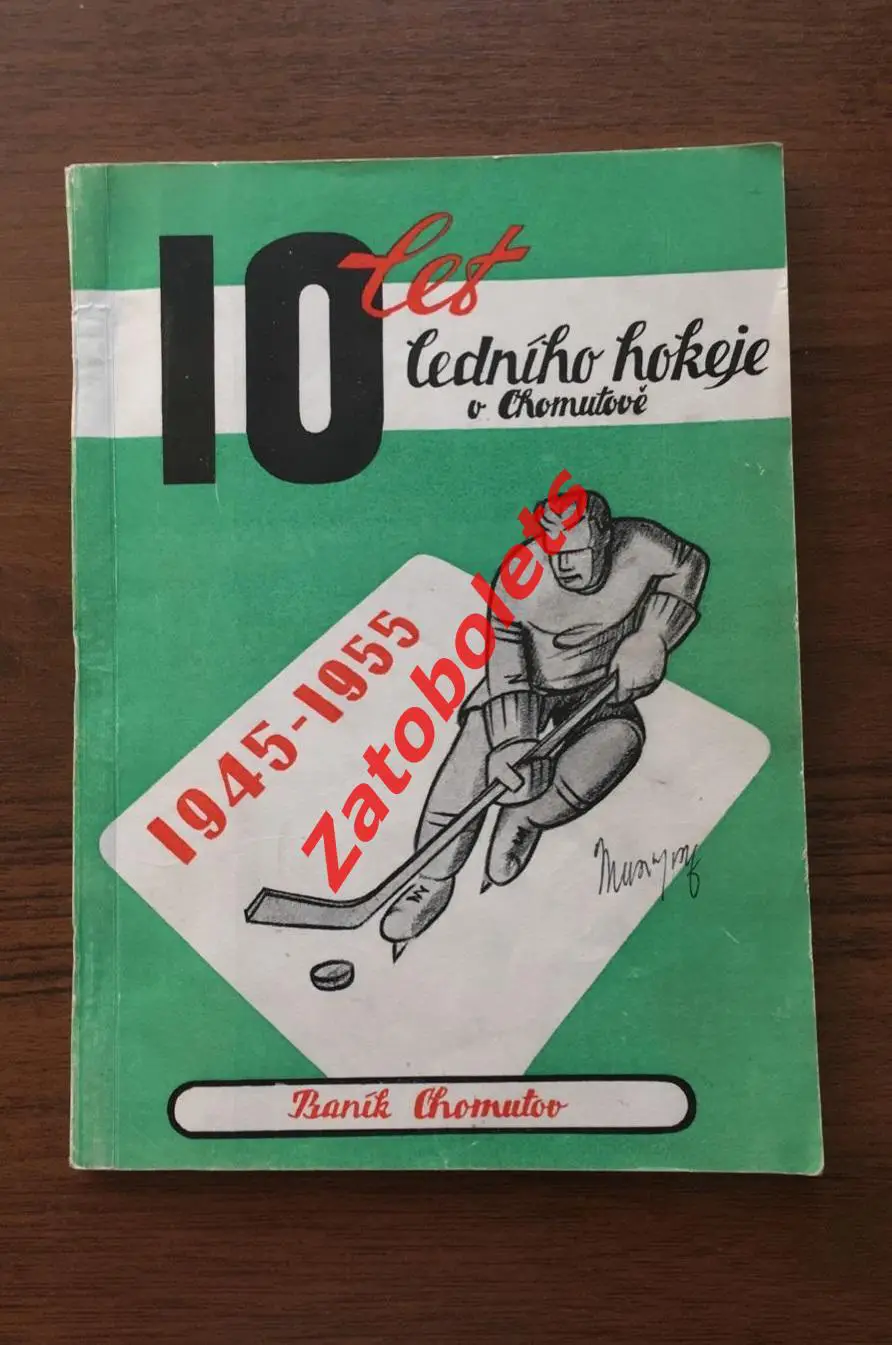 10 let
ledního hokeje
v Chomutově
1945-1955
Zatobolets
Baník Chomutov